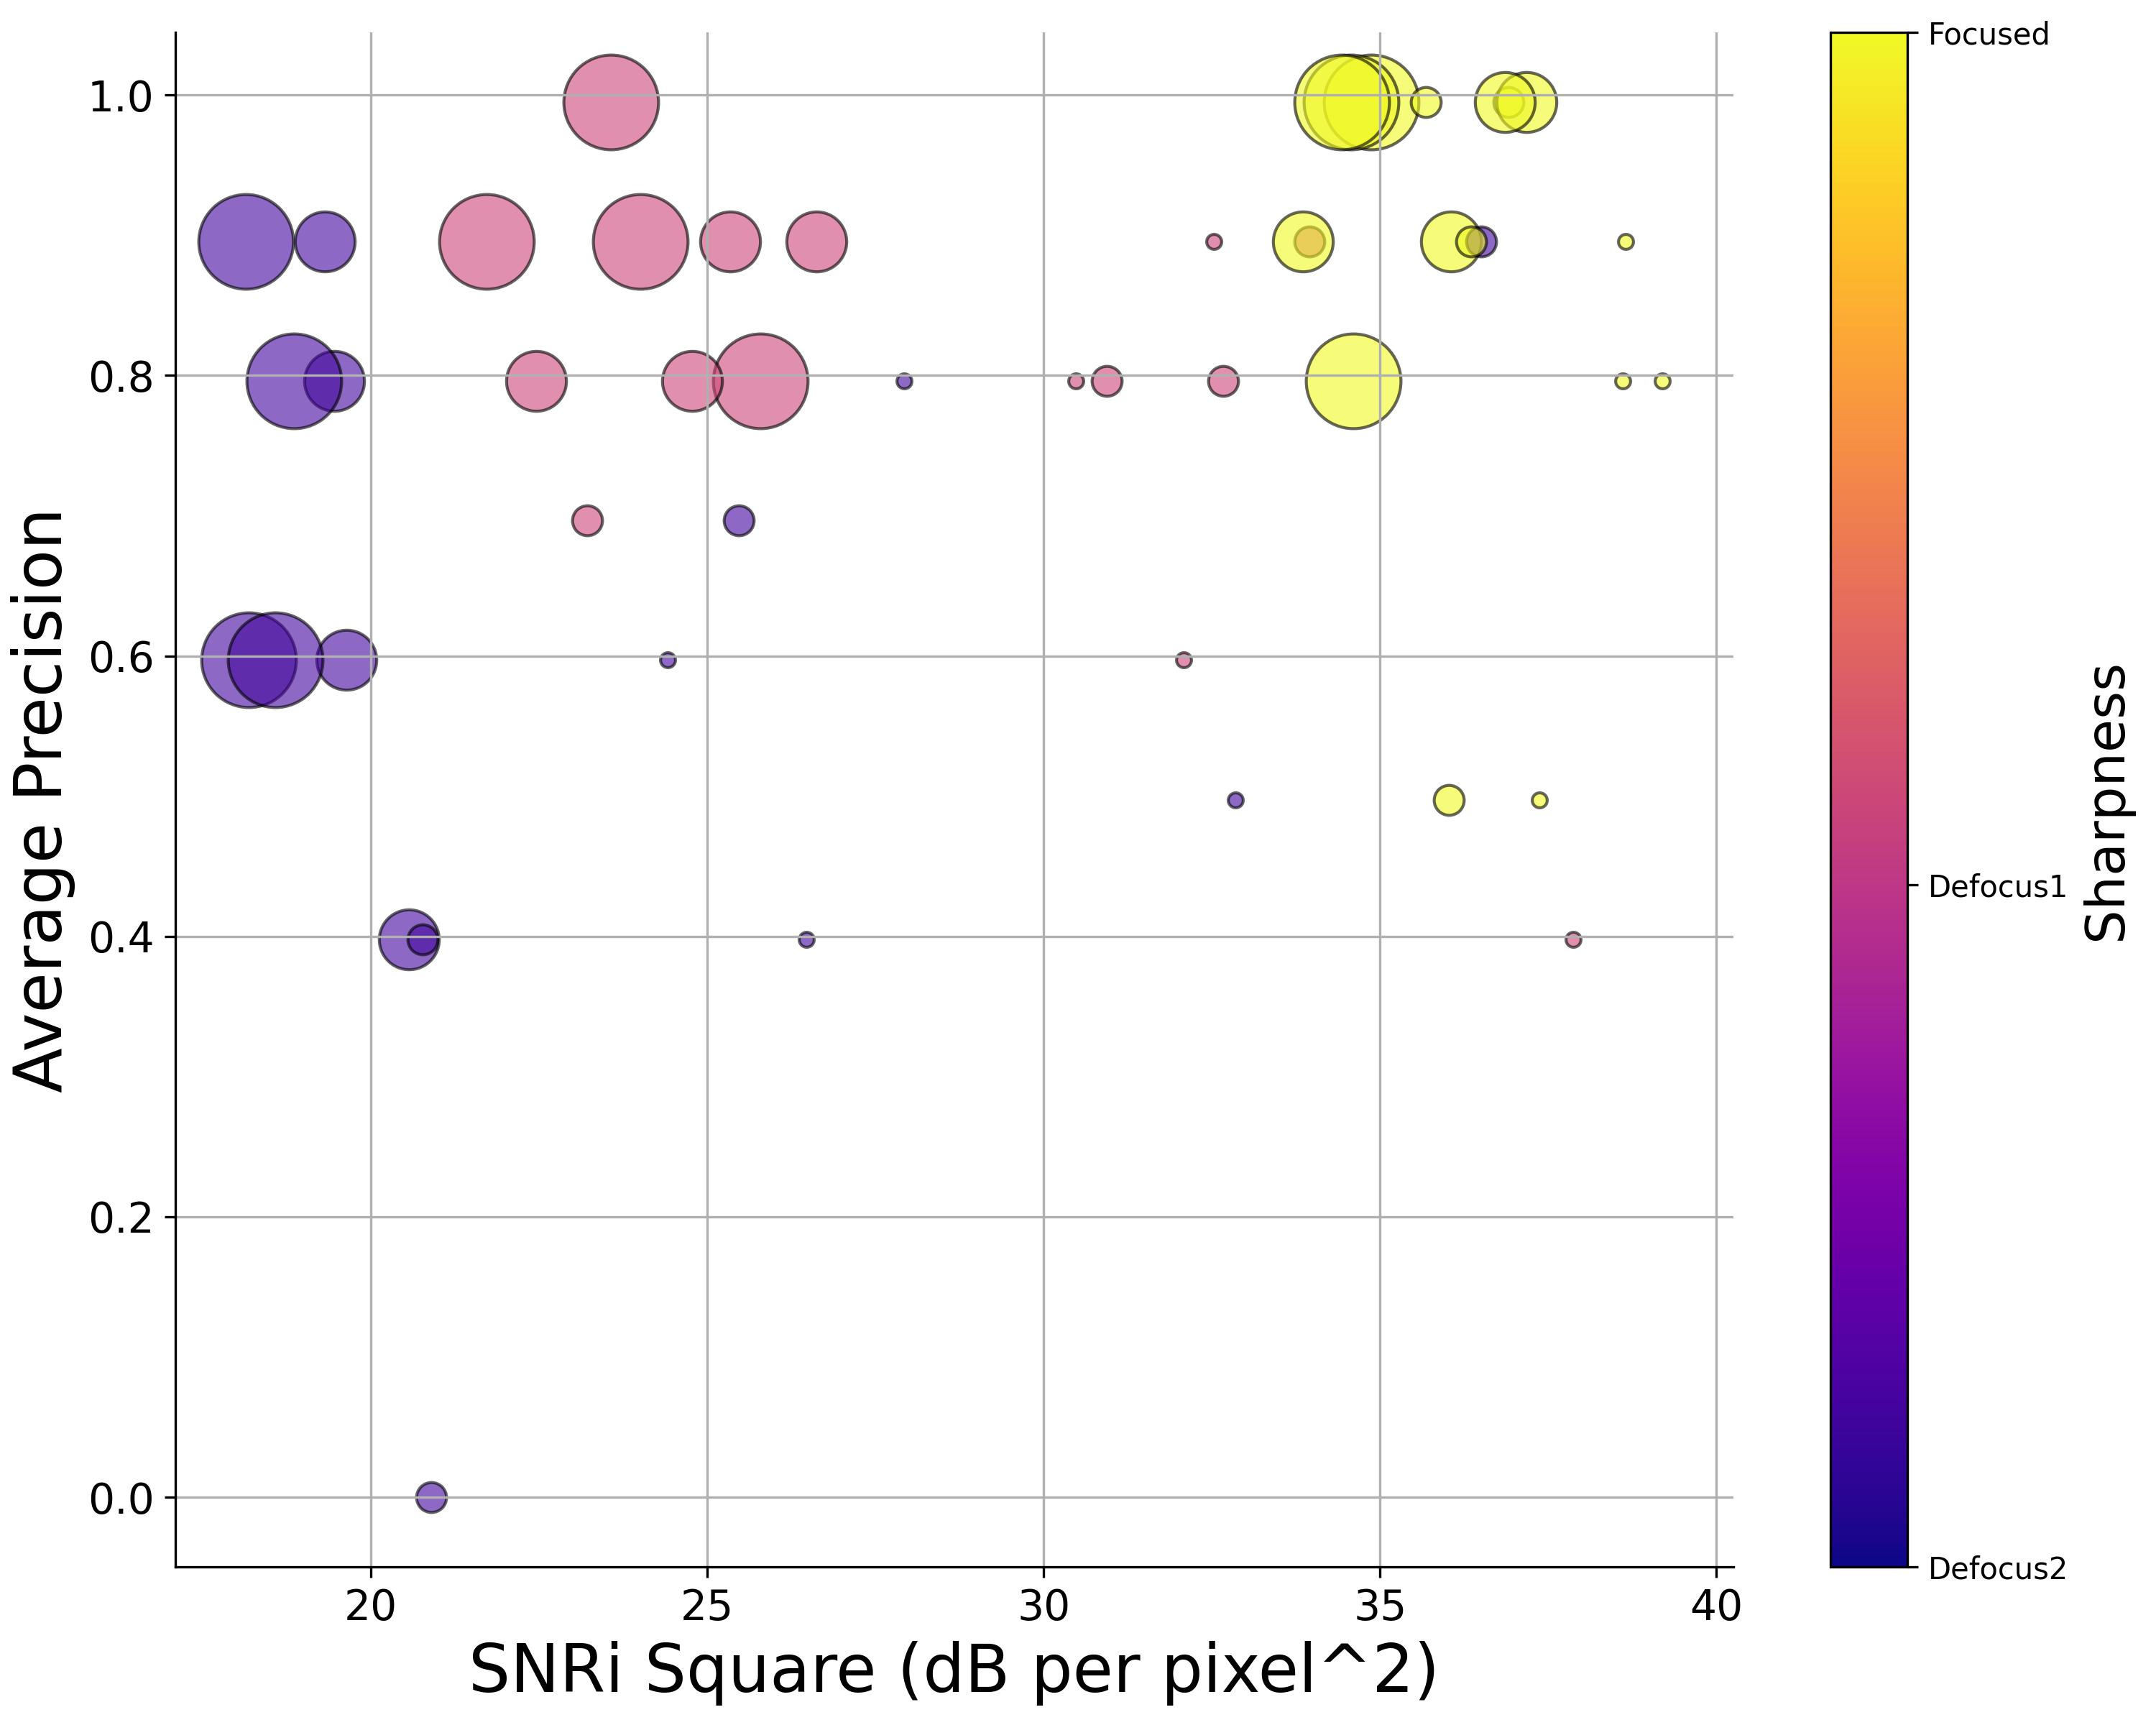 1.0
0.8
0.6
0.4
0.2
0.0
Average Precision
20
25
30
35
40
SNRi Square (dB per pixel^2)
Focused
Defocus1
Defocus2
Sharpness